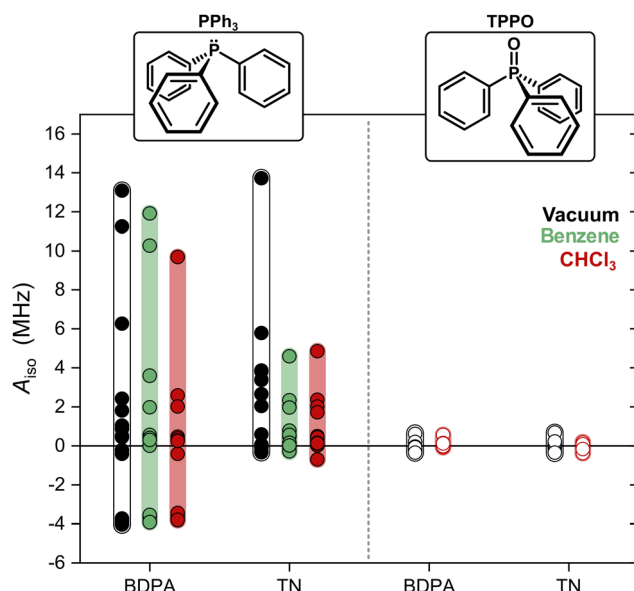 PPh₃
TPPO
P̈
O
P
16
14
12
10
8
6
4
2
0
-2
-4
-6
A_iso (MHz)
Vacuum
Benzene
CHCl₃
BDPA
TN
BDPA
TN